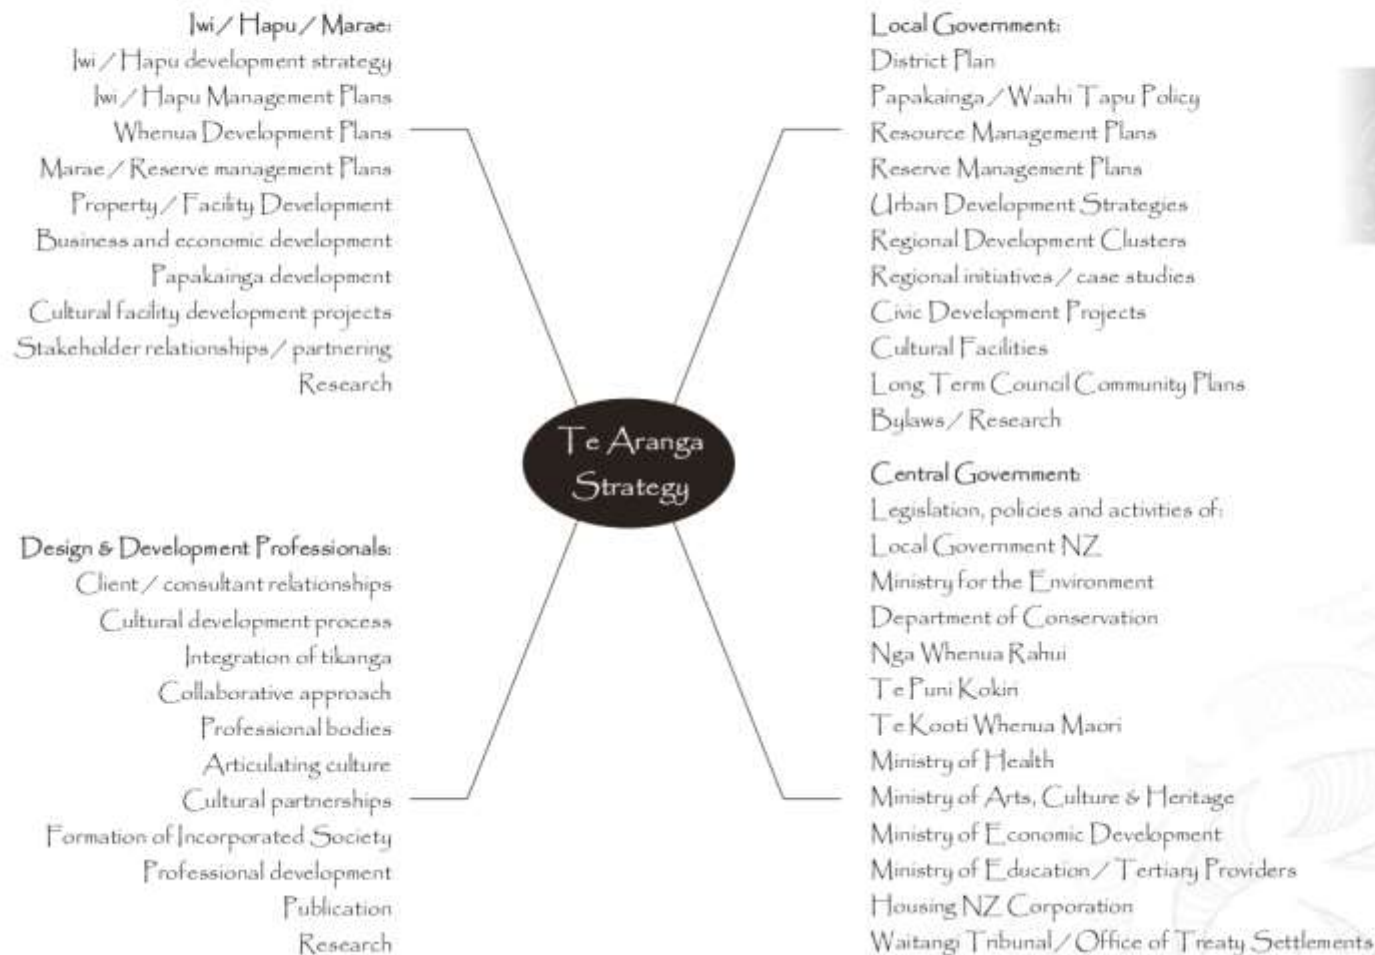 Iwi / Hapu / Marae:
Iwi / Hapu development strategy
Iwi / Hapu Management Plans
Whenua Development Plans
Marae / Reserve management Plans
Property / Facility Development
Business and economic development
Papakainga development
Cultural facility development projects
Stakeholder relationships / partnering
Research
Local Government:
District Plan
Papakainga / Waahi Tapu Policy
Resource Management Plans
Reserve Management Plans
Urban Development Strategies
Regional Development Clusters
Regional initiatives / case studies
Civic Development Projects
Cultural Facilities
Long Term Council Community Plans
Bylaws / Research
Te Aranga
Strategy
Design & Development Professionals:
Client / consultant relationships
Cultural development process
Integration of tikanga
Collaborative approach
Professional bodies
Articulating culture
Cultural partnerships
Formation of Incorporated Society
Professional development
Publication
Research
Central Government:
Legislation, policies and activities of:
Local Government NZ
Ministry for the Environment
Department of Conservation
Nga Whenua Rahui
Te Puni Kokiri
Te Kooti Whenua Maori
Ministry of Health
Ministry of Arts, Culture & Heritage
Ministry of Economic Development
Ministry of Education / Tertiary Providers
Housing NZ Corporation
Waitangi Tribunal / Office of Treaty Settlements